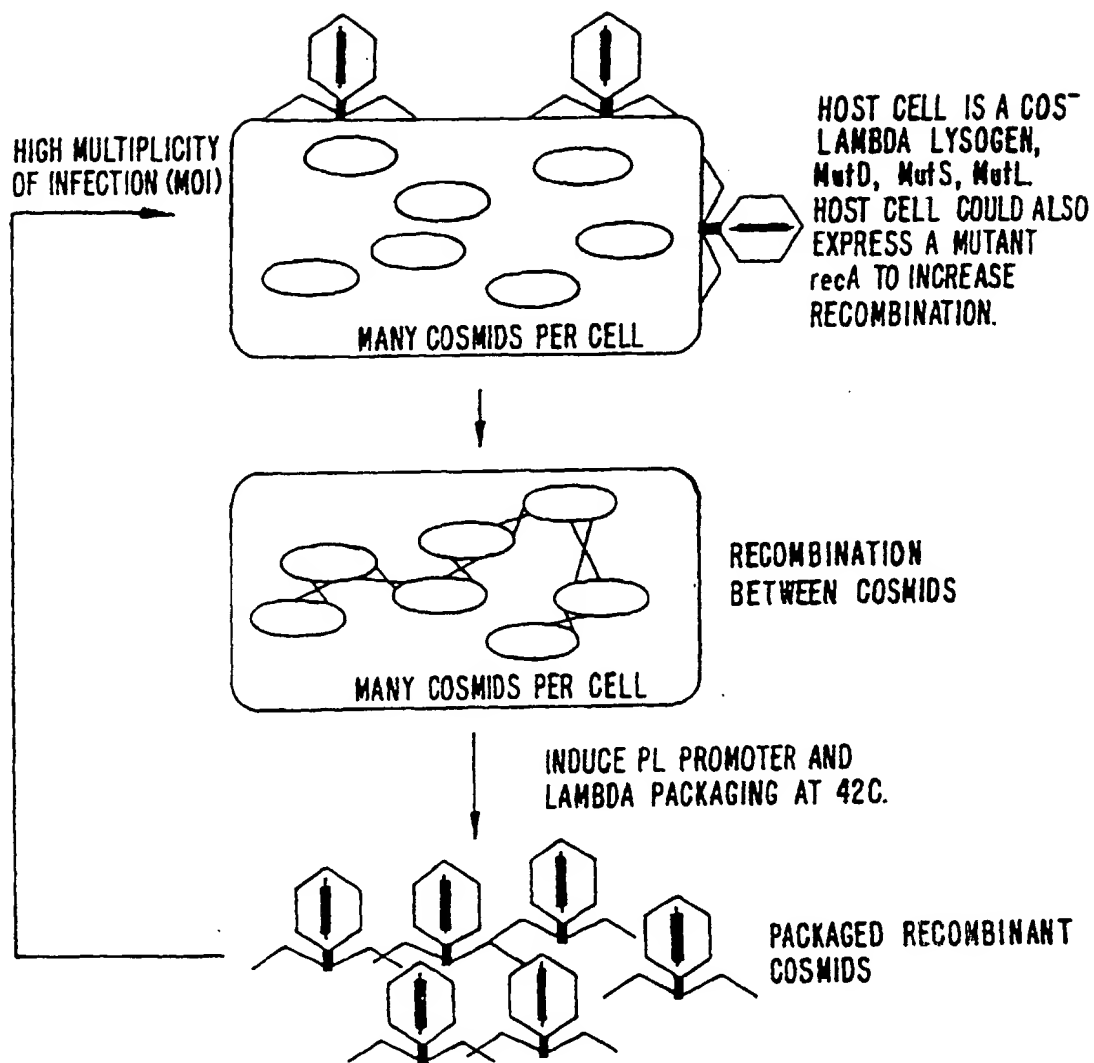 HIGH MULTIPLICITY
OF INFECTION (MOI)
HOST CELL IS A COS⁻
LAMBDA LYSOGEN,
MutD, MutS, MutL.
HOST CELL COULD ALSO
EXPRESS A MUTANT
recA TO INCREASE
RECOMBINATION.
MANY COSMIDS PER CELL
RECOMBINATION
BETWEEN COSMIDS
MANY COSMIDS PER CELL
INDUCE PL PROMOTER AND
LAMBDA PACKAGING AT 42C.
PACKAGED RECOMBINANT
COSMIDS